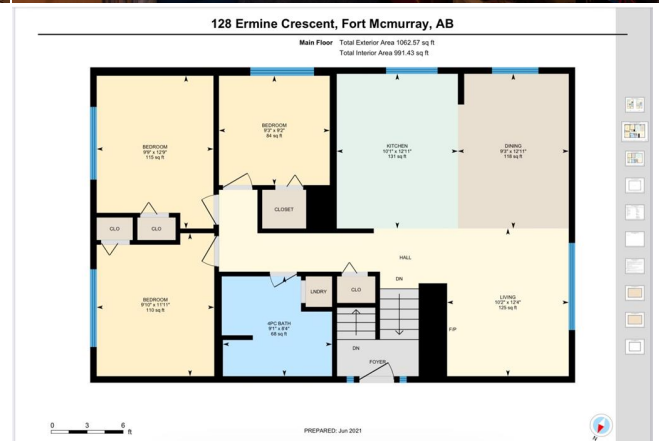 128 Ermine Crescent, Fort Mcmurray, AB
Main Floor Total Exterior Area 1062.57 sq ft
Total Interior Area 991.43 sq ft
BEDROOM
9'9" x 12'9"
115 sq ft
BEDROOM
9'3" x 9'2"
84 sq ft
KITCHEN
10'1" x 12'11"
131 sq ft
DINING
9'3" x 12'11"
118 sq ft
CLO
CLO
CLOSET
HALL
DN
BEDROOM
9'10" x 11'11"
110 sq ft
LNDRY
CLO
LIVING
10'2" x 12'4"
125 sq ft
4PC BATH
9'1" x 8'4"
68 sq ft
F/P
DN
FOYER
0 3 6
ft
PREPARED: Jun 2021
N